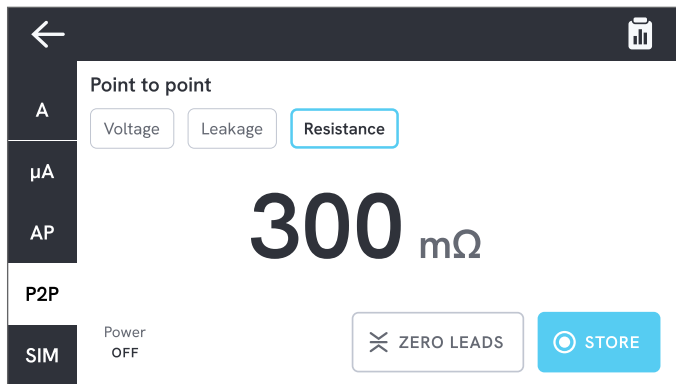 Point to point
A
Voltage Leakage Resistance
µA
300 mΩ
AP
P2P
Power
OFF
ZERO LEADS
STORE
SIM